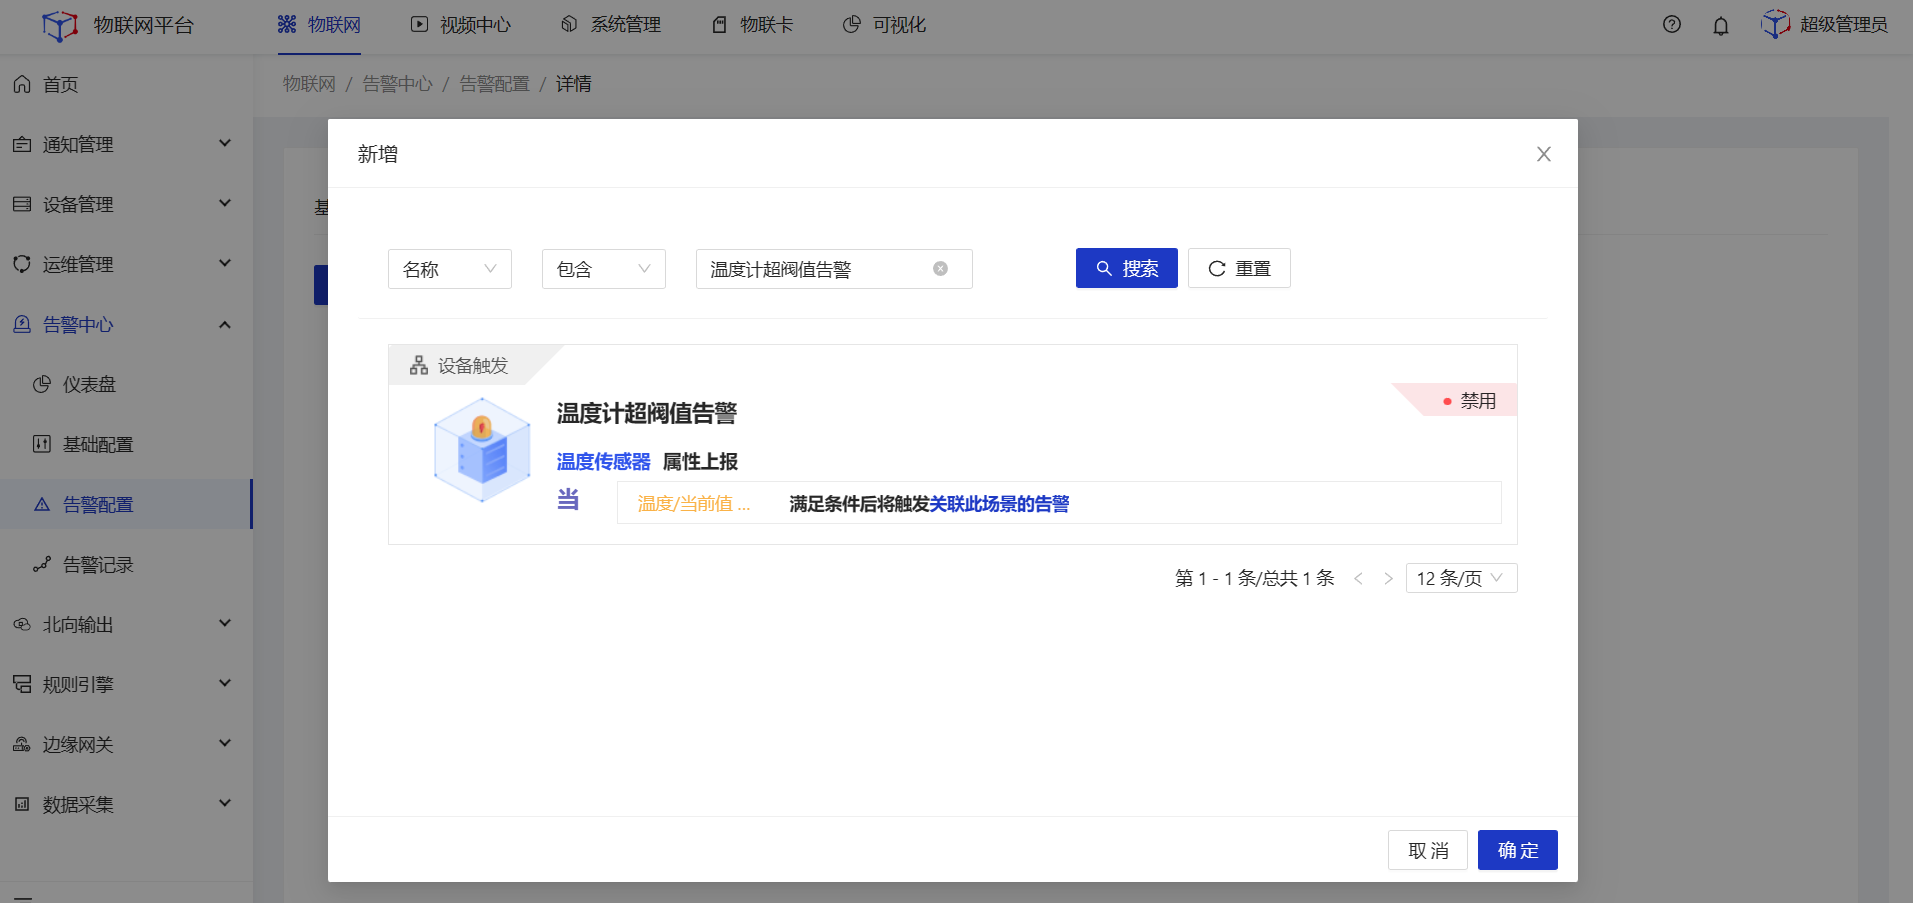 物联网平台
物联网
视频中心
系统管理
物联卡
可视化
超级管理员
首页
通知管理
设备管理
运维管理
告警中心
仪表盘
基础配置
告警配置
告警记录
北向输出
规则引擎
边缘网关
数据采集
物联网 / 告警中心 / 告警配置 / 详情
基
新增
名称
包含
温度计超阀值告警
搜索
重置
设备触发
禁用
温度计超阀值告警
温度传感器 属性上报
当 温度/当前值 ... 满足条件后将触发关联此场景的告警
第 1 - 1 条/总共 1 条 < > 12 条/页
取 消
确 定